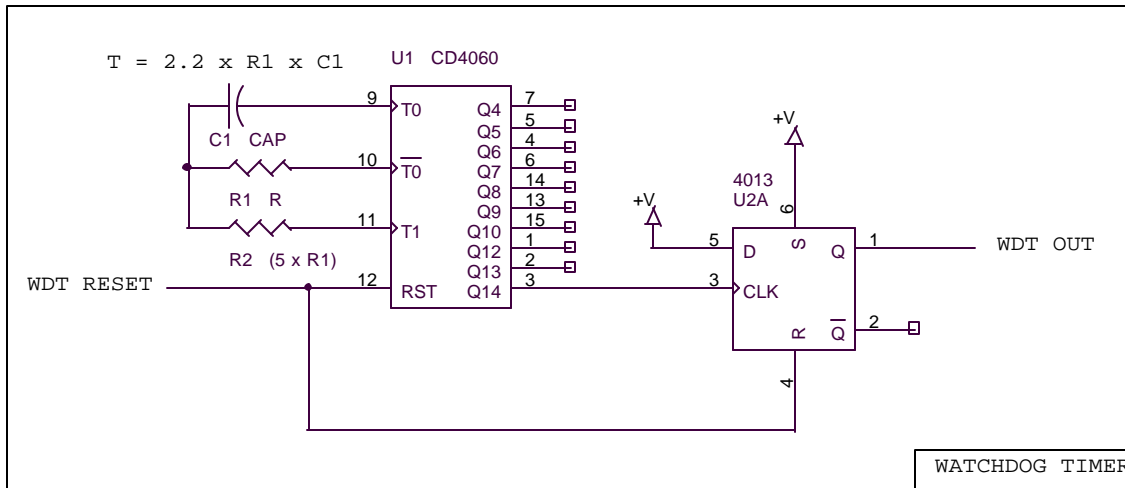 T = 2.2 x R1 x C1
U1 CD4060
C1 CAP
R1 R
R2 (5 x R1)
WDT RESET
9
10
11
12
T0
T0
T1
RST
Q4
Q5
Q6
Q7
Q8
Q9
Q10
Q12
Q13
Q14
7
5
4
6
14
13
15
1
2
3
+V
+V
4013
U2A
6
5
3
D
CLK
S
R
Q
Q
1
2
4
WDT OUT
WATCHDOG TIMER